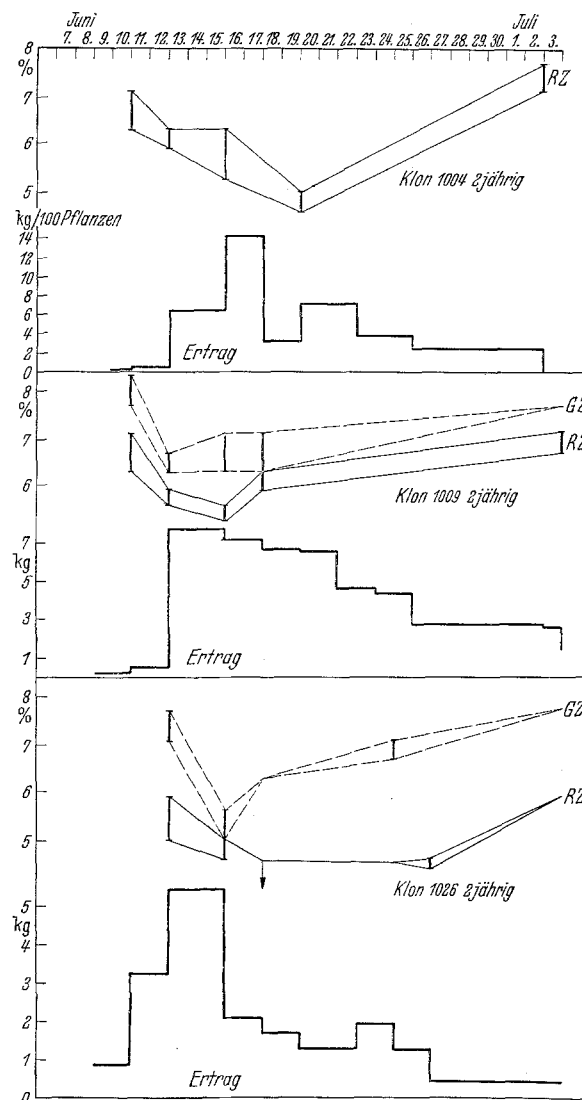 Juni Juli
7. 8. 9. 10. 11. 12. 13. 14. 15. 16. 17. 18. 19. 20. 21. 22. 23. 24. 25. 26. 27. 28. 29. 30. 1. 2. 3.
8
%
7
6
5
RZ
Klon 1004 2jährig
kg/100 Pflanzen
14
12
10
8
6
4
2
0
Ertrag
8
%
7
6
GZ
RZ
Klon 1009 2jährig
7
kg
5
3
1
Ertrag
8
%
7
6
5
GZ
RZ
Klon 1026 2jährig
5
kg
4
3
2
1
0
Ertrag